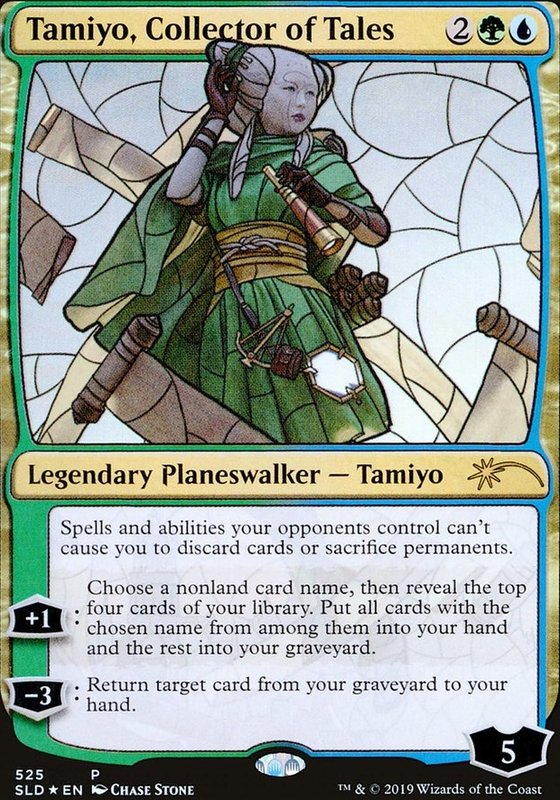 Tamiyo, Collector of Tales 2
Legendary Planeswalker — Tamiyo
Spells and abilities your opponents control can't
cause you to discard cards or sacrifice permanents.
+1: Choose a nonland card name, then reveal the top
four cards of your library. Put all cards with the
chosen name from among them into your hand
and the rest into your graveyard.
−3: Return target card from your graveyard to your
hand.
5
525 P
SLD ★ EN Chase Stone
™ & © 2019 Wizards of the Coast